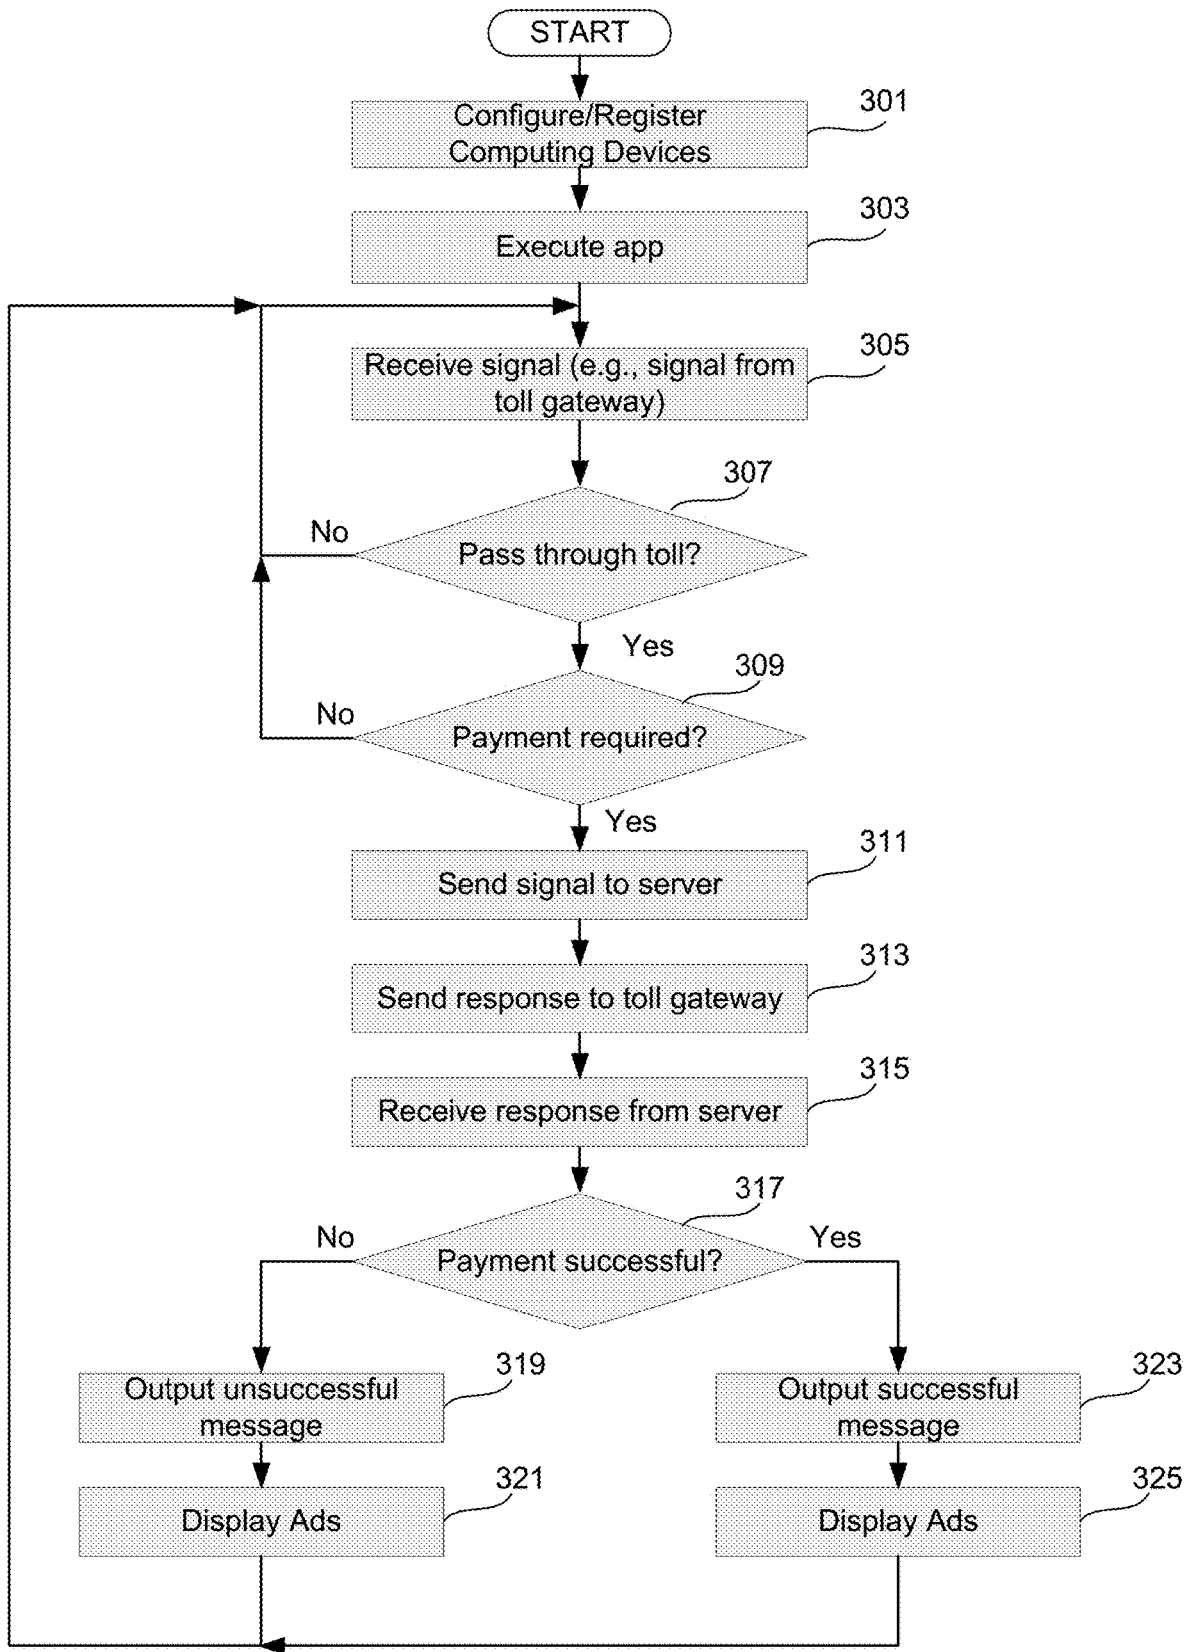 START
301
Configure/Register
Computing Devices
303
Execute app
305
Receive signal (e.g., signal from
toll gateway)
307
No
Pass through toll?
Yes
309
No
Payment required?
Yes
311
Send signal to server
313
Send response to toll gateway
315
Receive response from server
317
No
Yes
Payment successful?
319
Output unsuccessful
message
323
Output successful
message
321
Display Ads
325
Display Ads